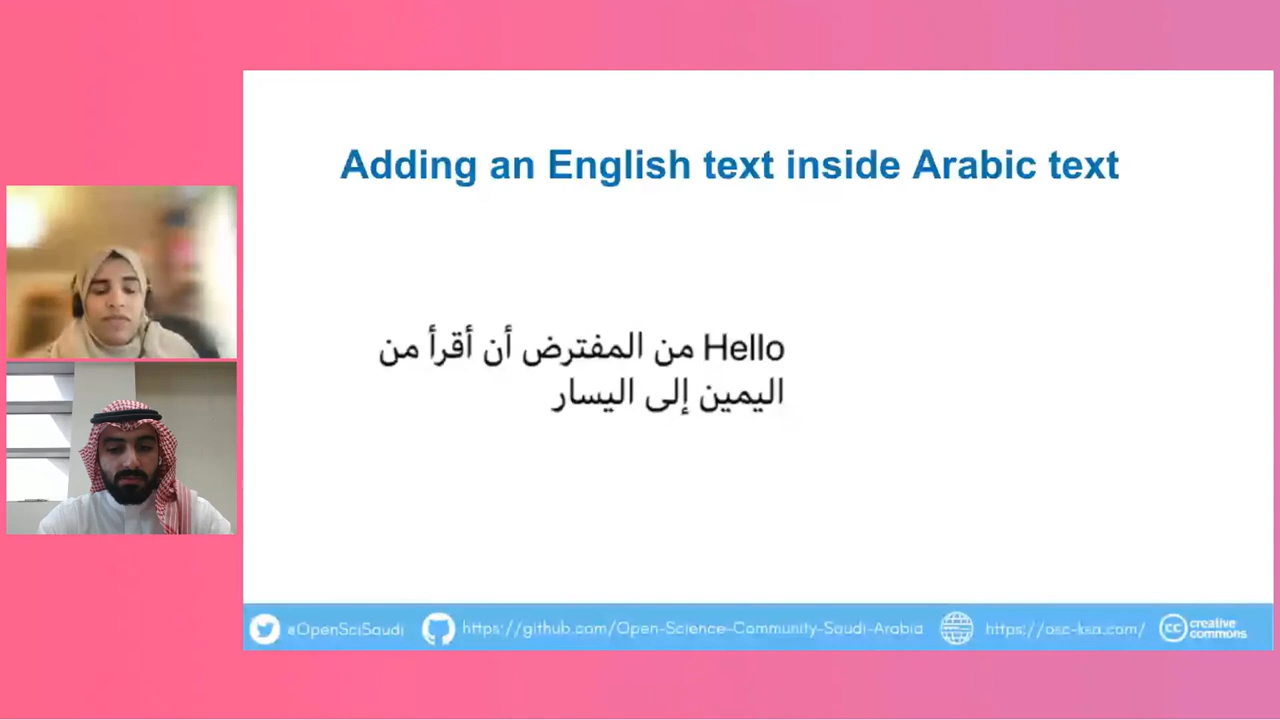 Adding an English text inside Arabic text
Hello من المفترض أن أقرأ من
اليمين إلى اليسار
@OpenSciSaudi
https://github.com/Open-Science-Community-Saudi-Arabia
https://osc-ksa.com/
cc creative
commons